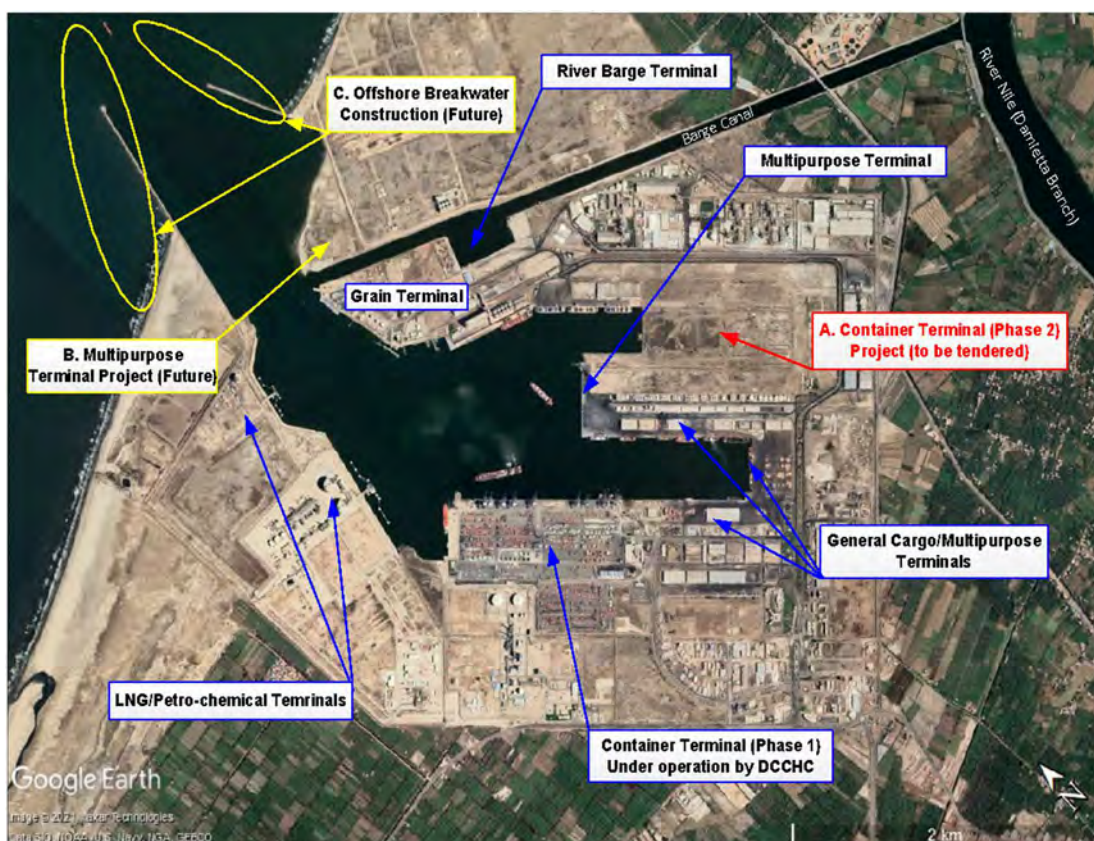 River Barge Terminal
C. Offshore Breakwater
Construction (Future)
River Nile (Damietta Branch)
Barge Canal
Multipurpose Terminal
Grain Terminal
A. Container Terminal (Phase 2)
Project (to be tendered)
B. Multipurpose
Terminal Project (Future)
General Cargo/Multipurpose
Terminals
LNG/Petro-chemical Temrinals
Container Terminal (Phase 1)
Under operation by DCCHC
Google Earth
N
2 km